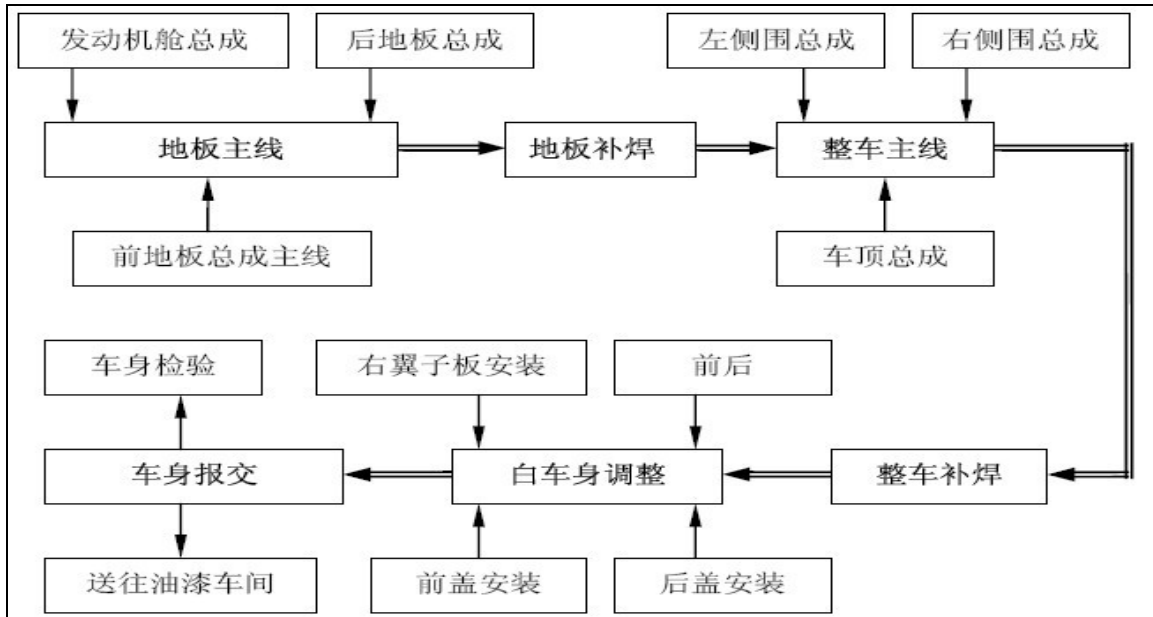 发动机舱总成
后地板总成
左侧围总成
右侧围总成
地板主线
地板补焊
整车主线
前地板总成主线
车顶总成
车身检验
右翼子板安装
前后
车身报交
白车身调整
整车补焊
送往油漆车间
前盖安装
后盖安装